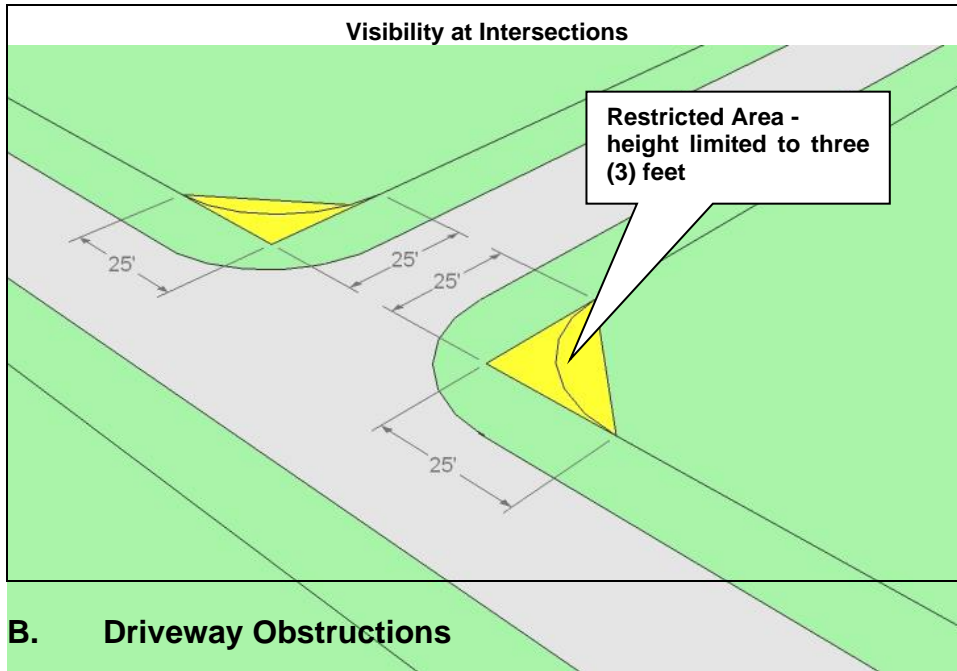 Visibility at Intersections
Restricted Area -
height limited to three
(3) feet
25'
25'
25'
25'
B. Driveway Obstructions